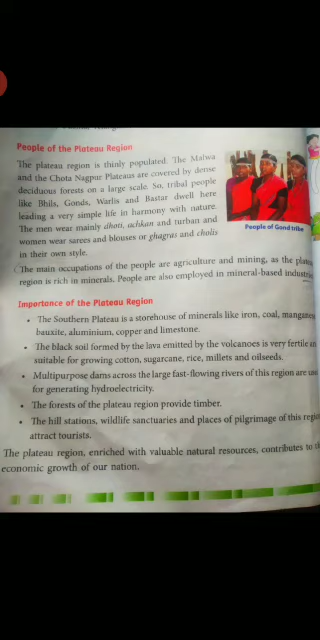 People of the Plateau Region
The plateau region is thinly populated. The Malwa
and the Chota Nagpur Plateaus are covered by dense
deciduous forests on a large scale. So, tribal people
like Bhils, Gonds, Warlis and Bastar dwell here
leading a very simple life in harmony with nature.
The men wear mainly dhoti, achkan and turban and
women wear sarees and blouses or ghagras and cholis
in their own style.
People of Gond tribe
The main occupations of the people are agriculture and mining, as the
region is rich in minerals. People are also employed in mineral-based
Importance of the Plateau Region
• The Southern Plateau is a storehouse of minerals like iron, coal,
bauxite, aluminium, copper and limestone.
• The black soil formed by the lava emitted by the volcanoes is very fertile
suitable for growing cotton, sugarcane, rice, millets and oilseeds.
• Multipurpose dams across the large fast-flowing rivers of this region are
for generating hydroelectricity.
• The forests of the plateau region provide timber.
• The hill stations, wildlife sanctuaries and places of pilgrimage of this
attract tourists.
The plateau region, enriched with valuable natural resources, contributes to
economic growth of our nation.